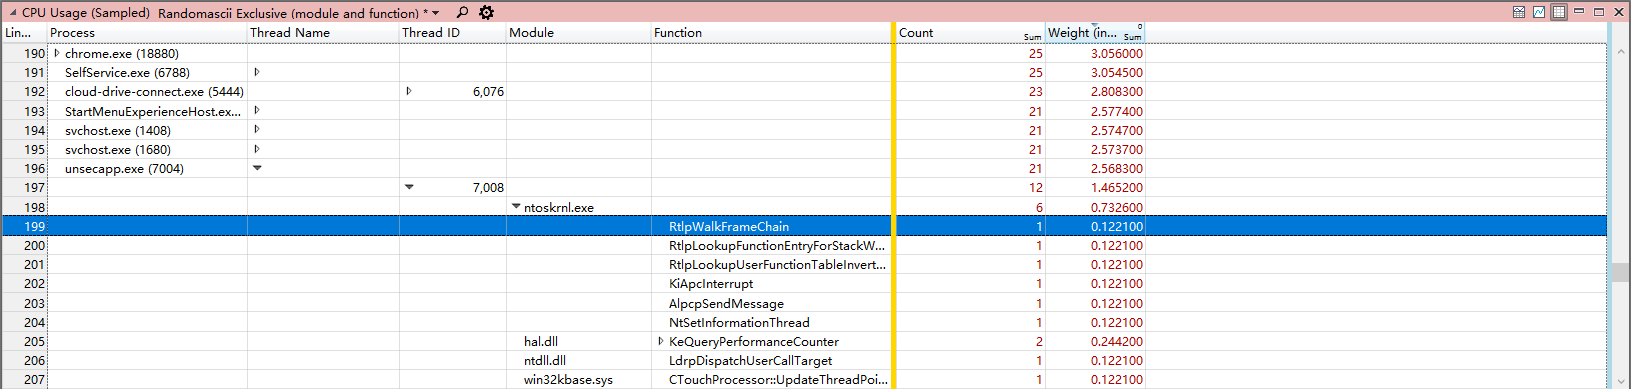 CPU Usage (Sampled) Randomascii Exclusive (module and function) *
Lin... Process Thread Name Thread ID Module Function Count Sum Weight (in... 0 Sum
190 chrome.exe (18880) 25 3.056000
191 SelfService.exe (6788) 25 3.054500
192 cloud-drive-connect.exe (5444) 6,076 23 2.808300
193 StartMenuExperienceHost.ex... 21 2.577400
194 svchost.exe (1408) 21 2.574700
195 svchost.exe (1680) 21 2.573700
196 unsecapp.exe (7004) 21 2.568300
197 7,008 12 1.465200
198 ntoskrnl.exe 6 0.732600
199 RtlpWalkFrameChain 1 0.122100
200 RtlpLookupFunctionEntryForStackW... 1 0.122100
201 RtlpLookupUserFunctionTableInvert... 1 0.122100
202 KiApcInterrupt 1 0.122100
203 AlpcpSendMessage 1 0.122100
204 NtSetInformationThread 1 0.122100
205 hal.dll KeQueryPerformanceCounter 2 0.244200
206 ntdll.dll LdrpDispatchUserCallTarget 1 0.122100
207 win32kbase.sys CTouchProcessor::UpdateThreadPoi... 1 0.122100